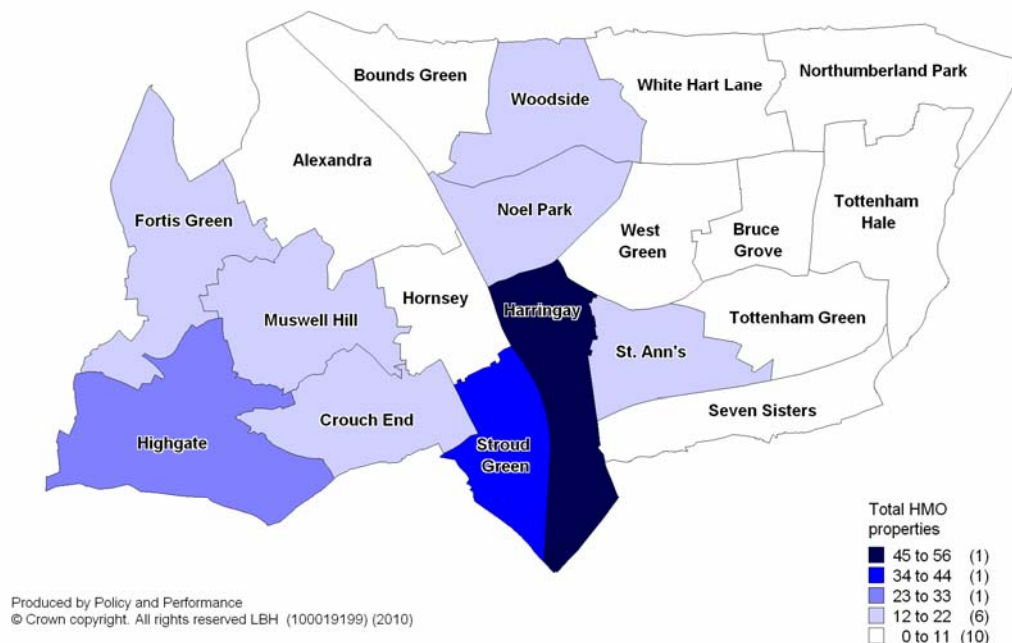 Bounds Green
White Hart Lane
Northumberland Park
Woodside
Alexandra
Fortis Green
Noel Park
West
Green
Bruce
Grove
Tottenham
Hale
Hornsey
Harringay
Muswell Hill
Tottenham Green
St. Ann's
Crouch End
Seven Sisters
Highgate
Stroud
Green
Total HMO
properties
45 to 56 (1)
34 to 44 (1)
23 to 33 (1)
12 to 22 (6)
0 to 11 (10)
Produced by Policy and Performance
© Crown copyright. All rights reserved LBH (100019199) (2010)